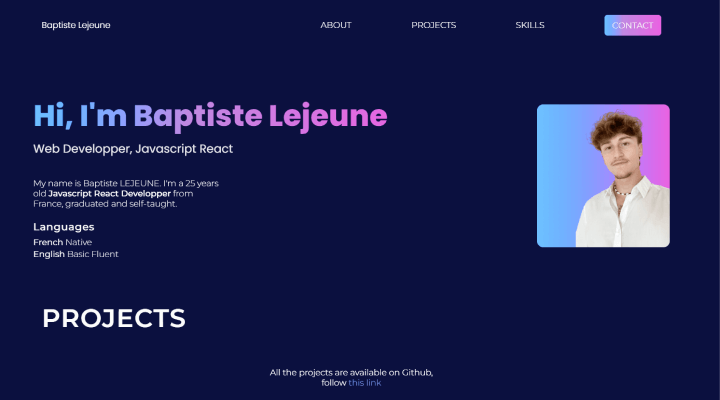 Baptiste Lejeune
ABOUT
PROJECTS
SKILLS
CONTACT
Hi, I'm Baptiste Lejeune
Web Developper, Javascript React
My name is Baptiste LEJEUNE. I'm a 25 years
old Javascript React Developper from
France, graduated and self-taught.
Languages
French Native
English Basic Fluent
PROJECTS
All the projects are available on Github,
follow this link